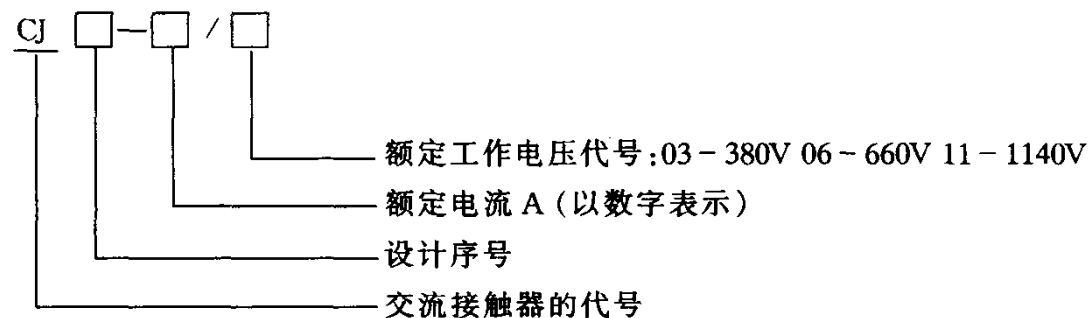 CJ □-□/□
额定工作电压代号:03-380V 06-660V 11-1140V
额定电流 A (以数字表示)
设计序号
交流接触器的代号